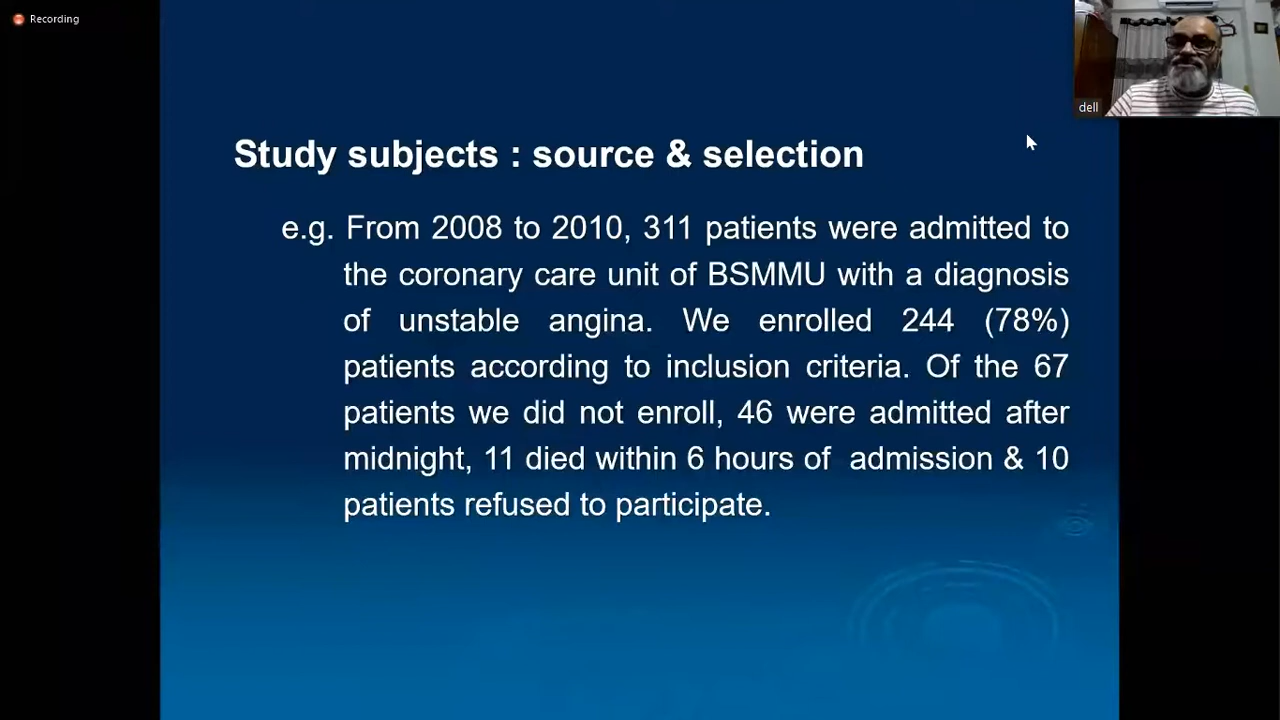 Recording
dell
Study subjects : source & selection
e.g. From 2008 to 2010, 311 patients were admitted to
the coronary care unit of BSMMU with a diagnosis
of unstable angina. We enrolled 244 (78%)
patients according to inclusion criteria. Of the 67
patients we did not enroll, 46 were admitted after
midnight, 11 died within 6 hours of admission & 10
patients refused to participate.